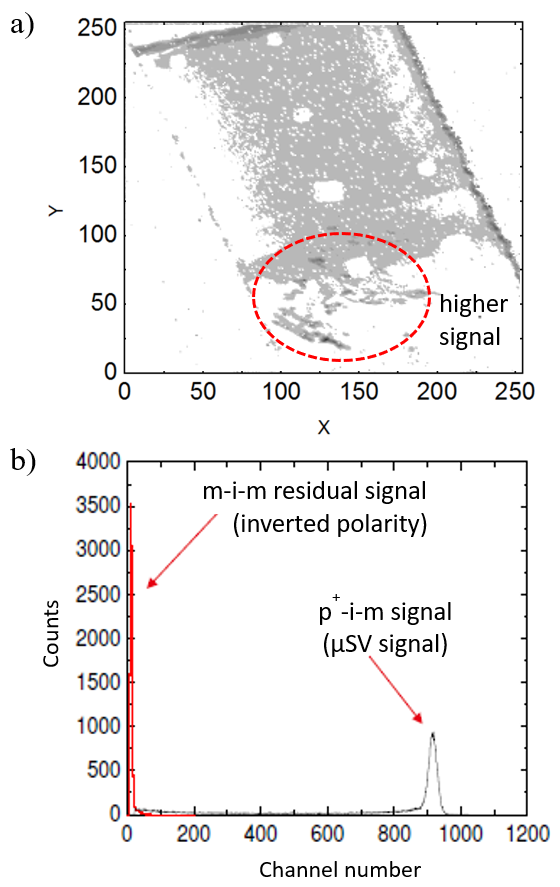 a)
250
200
150
100
50
0
Y
higher
signal
0 50 100 150 200 250
X
b)
4000
3500
3000
2500
2000
1500
1000
500
0
Counts
m-i-m residual signal
(inverted polarity)
p+-i-m signal
(µSV signal)
0 200 400 600 800 1000 1200
Channel number